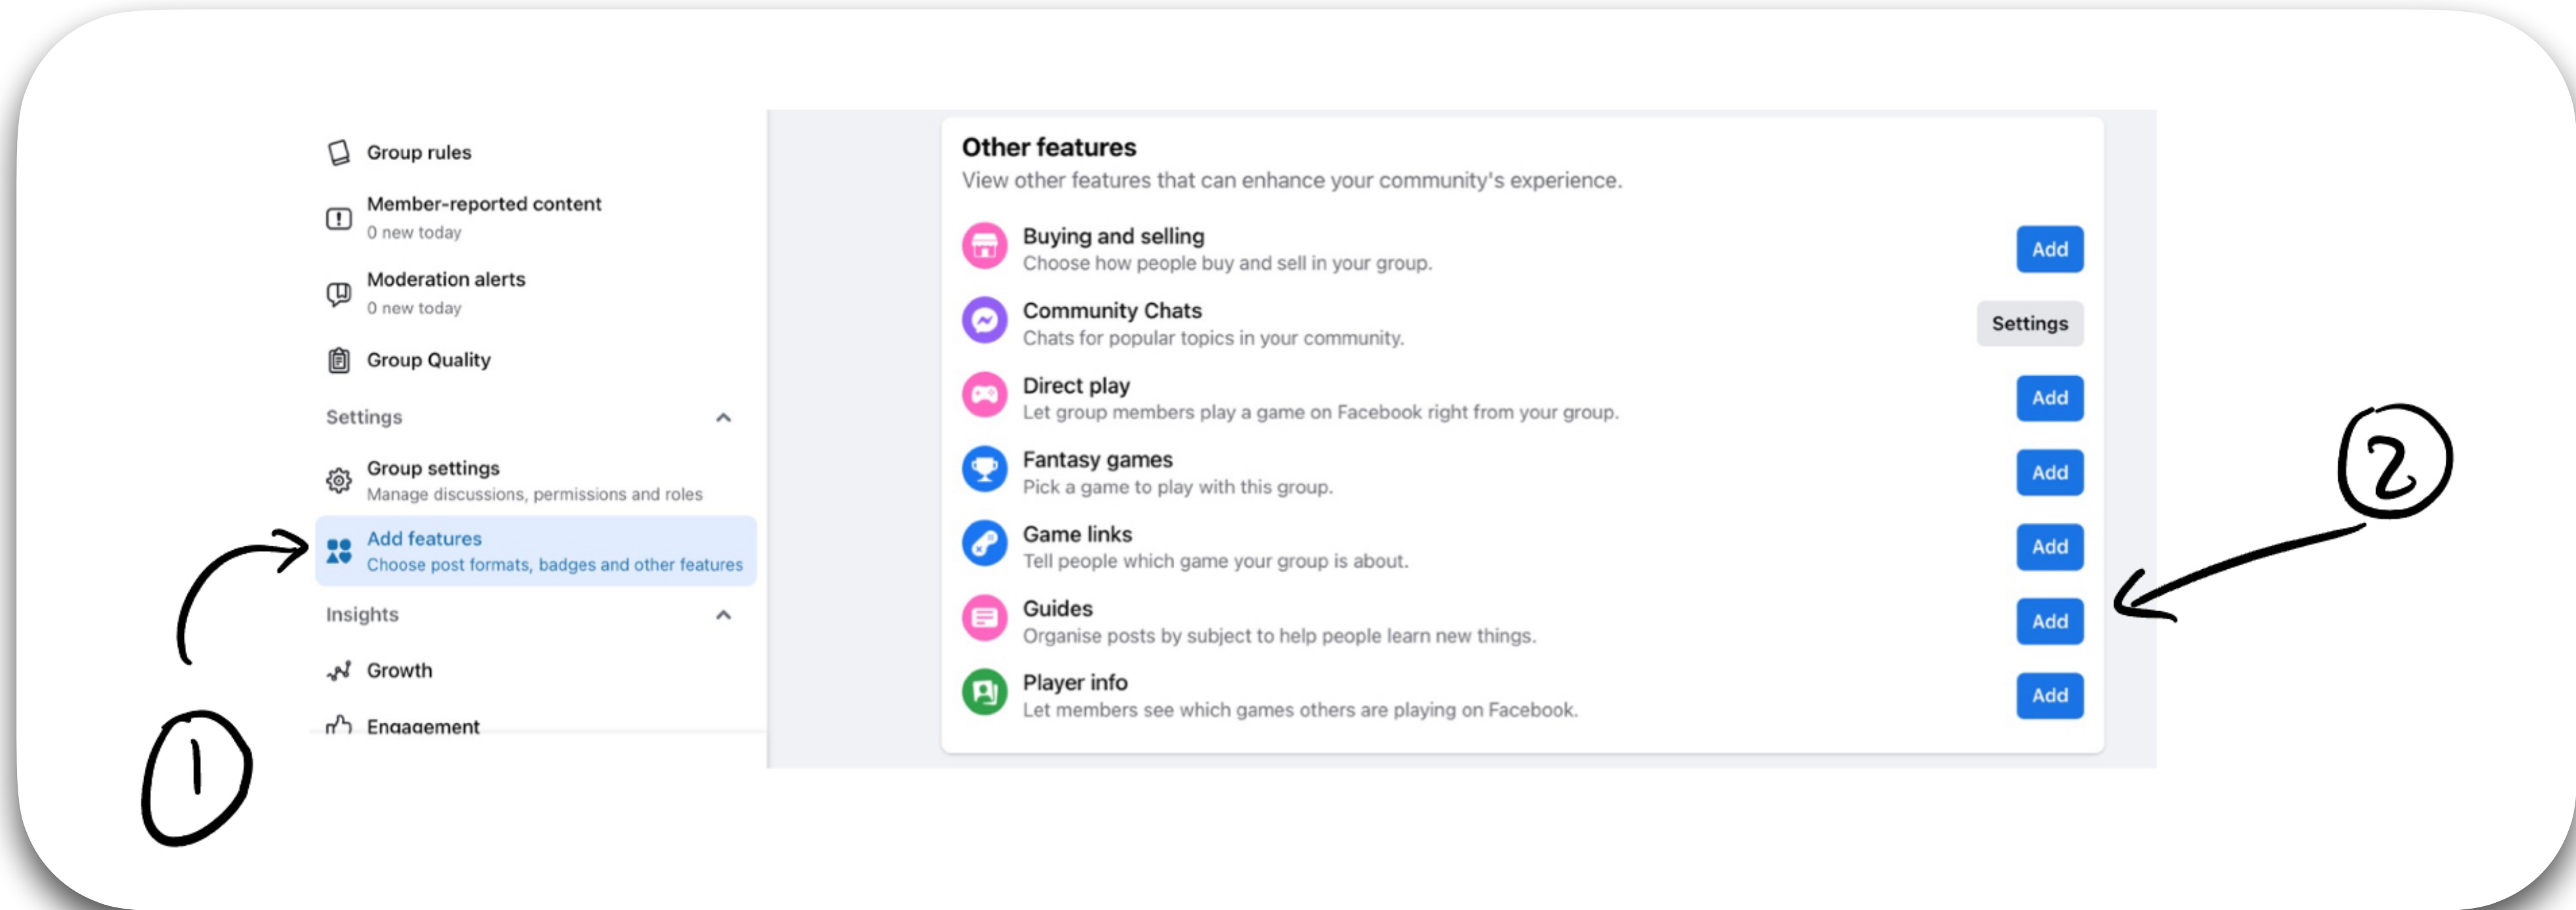 Group rules
Member-reported content
0 new today
Moderation alerts
0 new today
Group Quality
Settings
Group settings
Manage discussions, permissions and roles
Add features
Choose post formats, badges and other features
Insights
Growth
Engagement
1
Other features
View other features that can enhance your community's experience.
Buying and selling
Choose how people buy and sell in your group.
Add
Community Chats
Chats for popular topics in your community.
Settings
Direct play
Let group members play a game on Facebook right from your group.
Add
Fantasy games
Pick a game to play with this group.
Add
Game links
Tell people which game your group is about.
Add
Guides
Organise posts by subject to help people learn new things.
Add
Player info
Let members see which games others are playing on Facebook.
Add
2